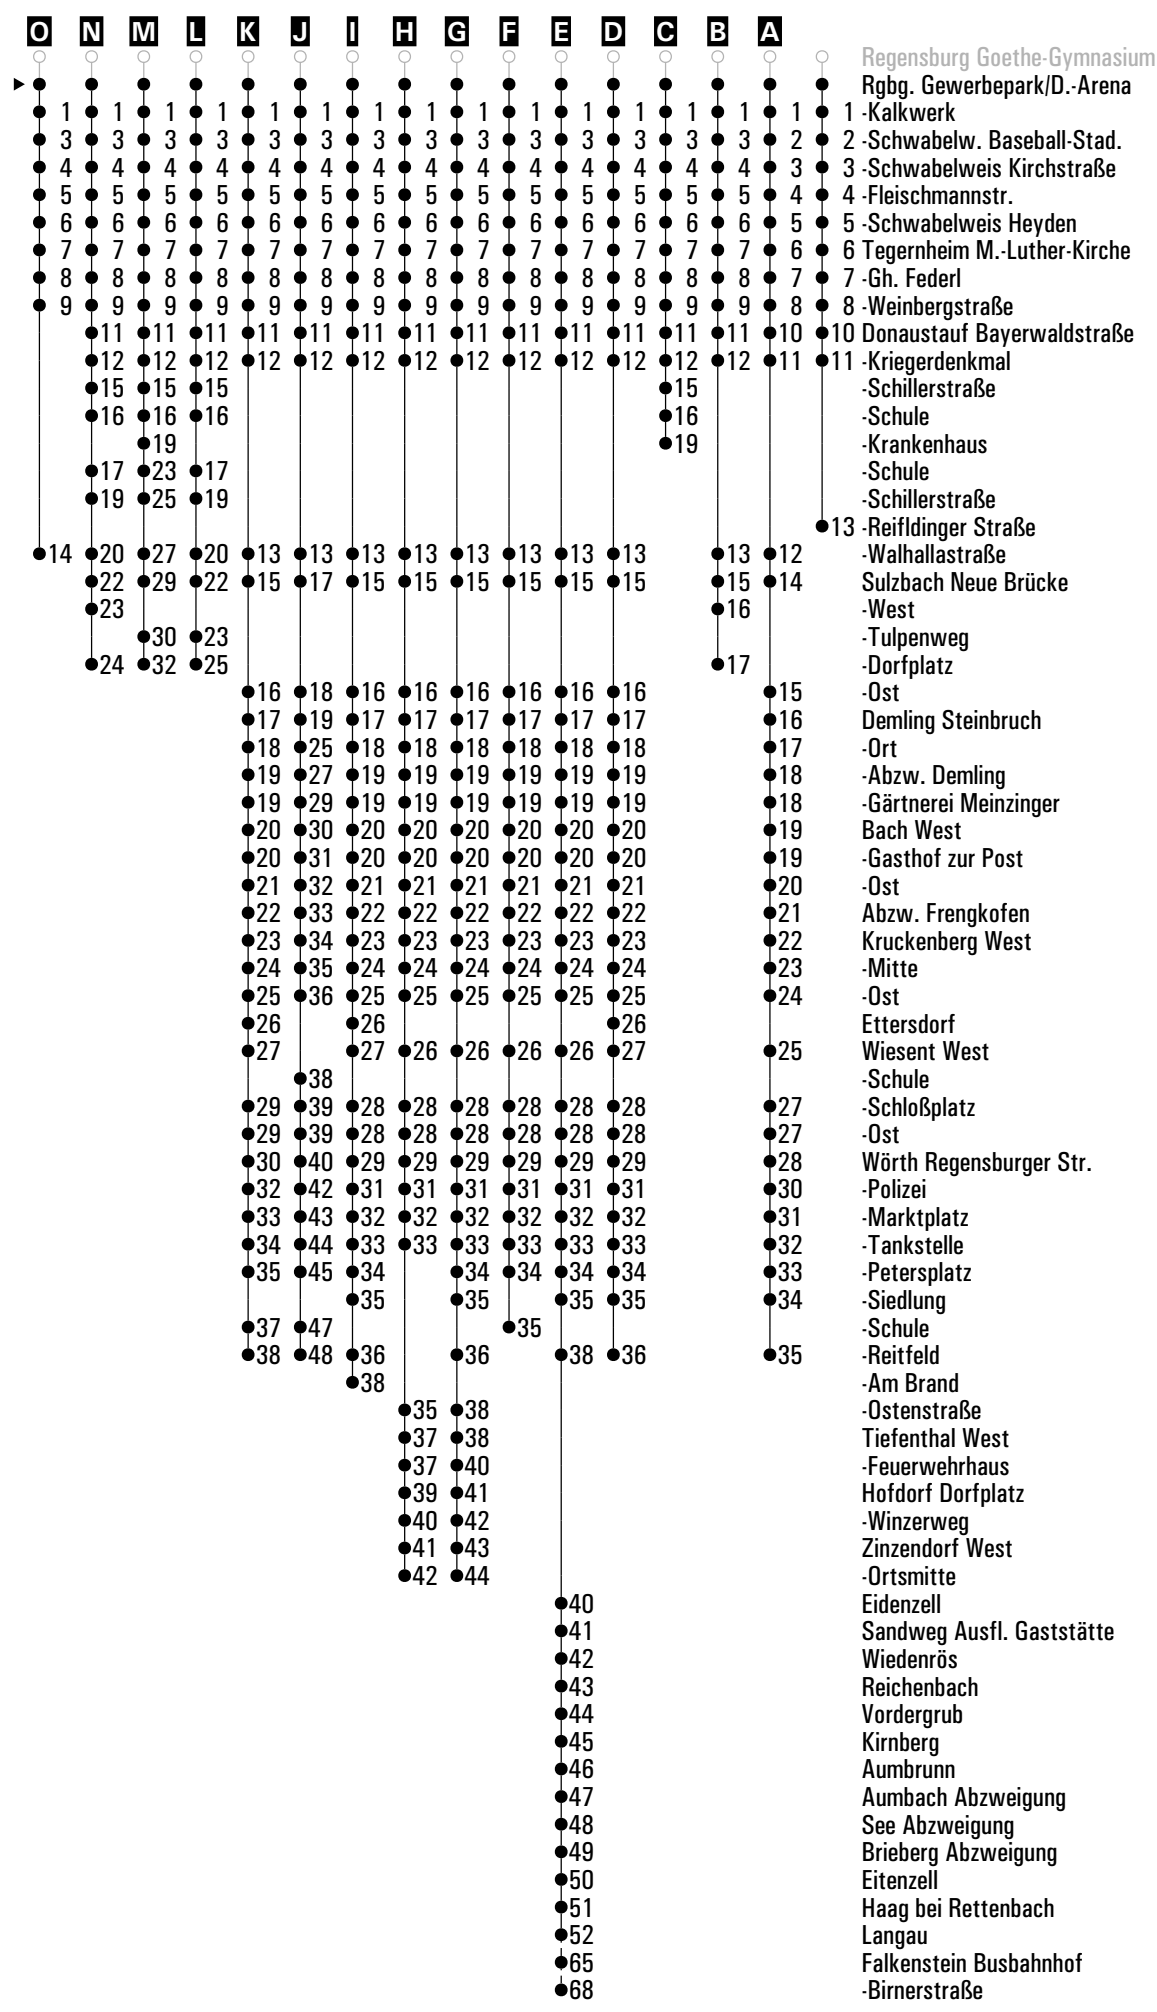 O N M L K J I H G F E D C B A
Regensburg Goethe-Gymnasium
Rgbg. Gewerbepark/D.-Arena
1 1 1 1 1 1 1 1 1 1 1 1 1 1 1 1 -Kalkwerk
3 3 3 3 3 3 3 3 3 3 3 3 3 3 2 2 -Schwabelw. Baseball-Stad.
4 4 4 4 4 4 4 4 4 4 4 4 4 4 3 3 -Schwabelweis Kirchstraße
5 5 5 5 5 5 5 5 5 5 5 5 5 5 4 4 -Fleischmannstr.
6 6 6 6 6 6 6 6 6 6 6 6 6 6 5 5 -Schwabelweis Heyden
7 7 7 7 7 7 7 7 7 7 7 7 7 7 6 6 Tegernheim M.-Luther-Kirche
8 8 8 8 8 8 8 8 8 8 8 8 8 8 7 7 -Gh. Federl
9 9 9 9 9 9 9 9 9 9 9 9 9 9 8 8 -Weinbergstraße
11 11 11 11 11 11 11 11 11 11 11 11 11 10 10 Donaustauf Bayerwaldstraße
12 12 12 12 12 12 12 12 12 12 12 12 12 11 11 -Kriegerdenkmal
15 15 15 15 -Schillerstraße
16 16 16 16 -Schule
19 19 -Krankenhaus
17 23 17 -Schule
19 25 19 -Schillerstraße
13 -Reifldinger Straße
14 20 27 20 13 13 13 13 13 13 13 13 13 12 -Walhallastraße
22 29 22 15 17 15 15 15 15 15 15 15 14 Sulzbach Neue Brücke
23 16 -West
30 23 -Tulpenweg
24 32 25 17 -Dorfplatz
16 18 16 16 16 16 16 16 15 -Ost
17 19 17 17 17 17 17 17 16 Demling Steinbruch
18 25 18 18 18 18 18 18 17 -Ort
19 27 19 19 19 19 19 19 18 -Abzw. Demling
19 29 19 19 19 19 19 19 18 -Gärtnerei Meinzinger
20 30 20 20 20 20 20 20 19 Bach West
20 31 20 20 20 20 20 20 19 -Gasthof zur Post
21 32 21 21 21 21 21 21 20 -Ost
22 33 22 22 22 22 22 22 21 Abzw. Frengkofen
23 34 23 23 23 23 23 23 22 Kruckenberg West
24 35 24 24 24 24 24 24 23 -Mitte
25 36 25 25 25 25 25 25 24 -Ost
26 26 26 Ettersdorf
27 27 26 26 26 26 27 25 Wiesent West
38 -Schule
29 39 28 28 28 28 28 28 27 -Schloßplatz
29 39 28 28 28 28 28 28 27 -Ost
30 40 29 29 29 29 29 29 28 Wörth Regensburger Str.
32 42 31 31 31 31 31 31 30 -Polizei
33 43 32 32 32 32 32 32 31 -Marktplatz
34 44 33 33 33 33 33 33 32 -Tankstelle
35 45 34 34 34 34 34 33 -Petersplatz
35 35 35 35 34 -Siedlung
37 47 35 -Schule
38 48 36 36 38 36 35 -Reitfeld
38 -Am Brand
35 38 -Ostenstraße
37 38 Tiefenthal West
37 40 -Feuerwehrhaus
39 41 Hofdorf Dorfplatz
40 42 -Winzerweg
41 43 Zinzendorf West
42 44 -Ortsmitte
40 Eidenzell
41 Sandweg Ausfl. Gaststätte
42 Wiedenrös
43 Reichenbach
44 Vordergrub
45 Kirnberg
46 Aumbrunn
47 Aumbach Abzweigung
48 See Abzweigung
49 Brieberg Abzweigung
50 Eitenzell
51 Haag bei Rettenbach
52 Langau
65 Falkenstein Busbahnhof
68 -Birnerstraße